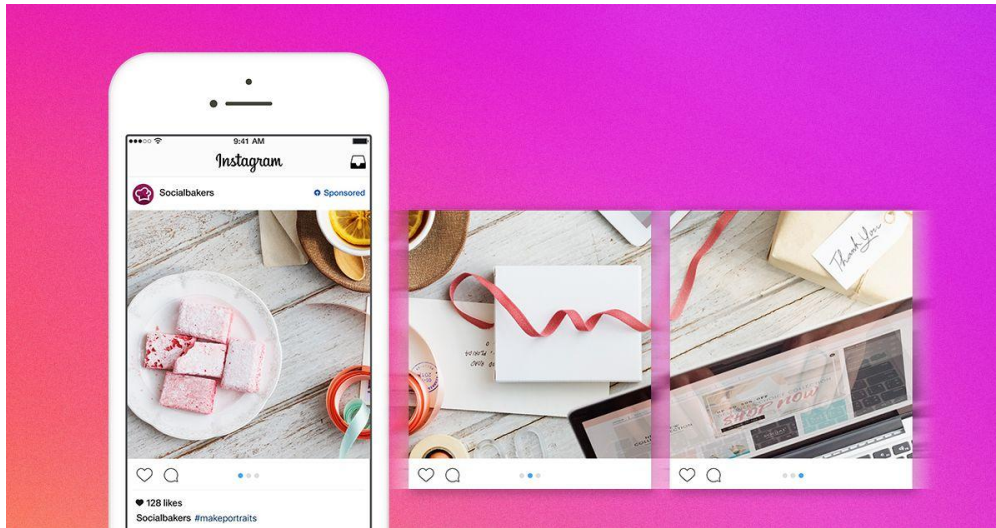 9:41 AM
Instagram
Socialbakers
Sponsored
Thank You
SHOP NOW
128 likes
Socialbakers #makeportraits